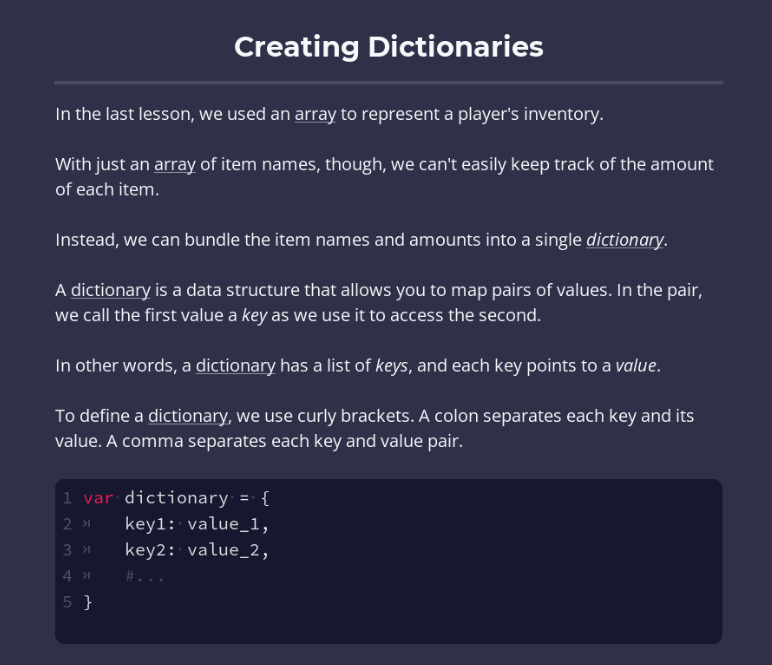 Creating Dictionaries
In the last lesson, we used an array to represent a player's inventory.
With just an array of item names, though, we can't easily keep track of the amount
of each item.
Instead, we can bundle the item names and amounts into a single dictionary.
A dictionary is a data structure that allows you to map pairs of values. In the pair,
we call the first value a key as we use it to access the second.
In other words, a dictionary has a list of keys, and each key points to a value.
To define a dictionary, we use curly brackets. A colon separates each key and its
value. A comma separates each key and value pair.
1 var dictionary = {
2 key1: value_1,
3 key2: value_2,
4 #...
5 }